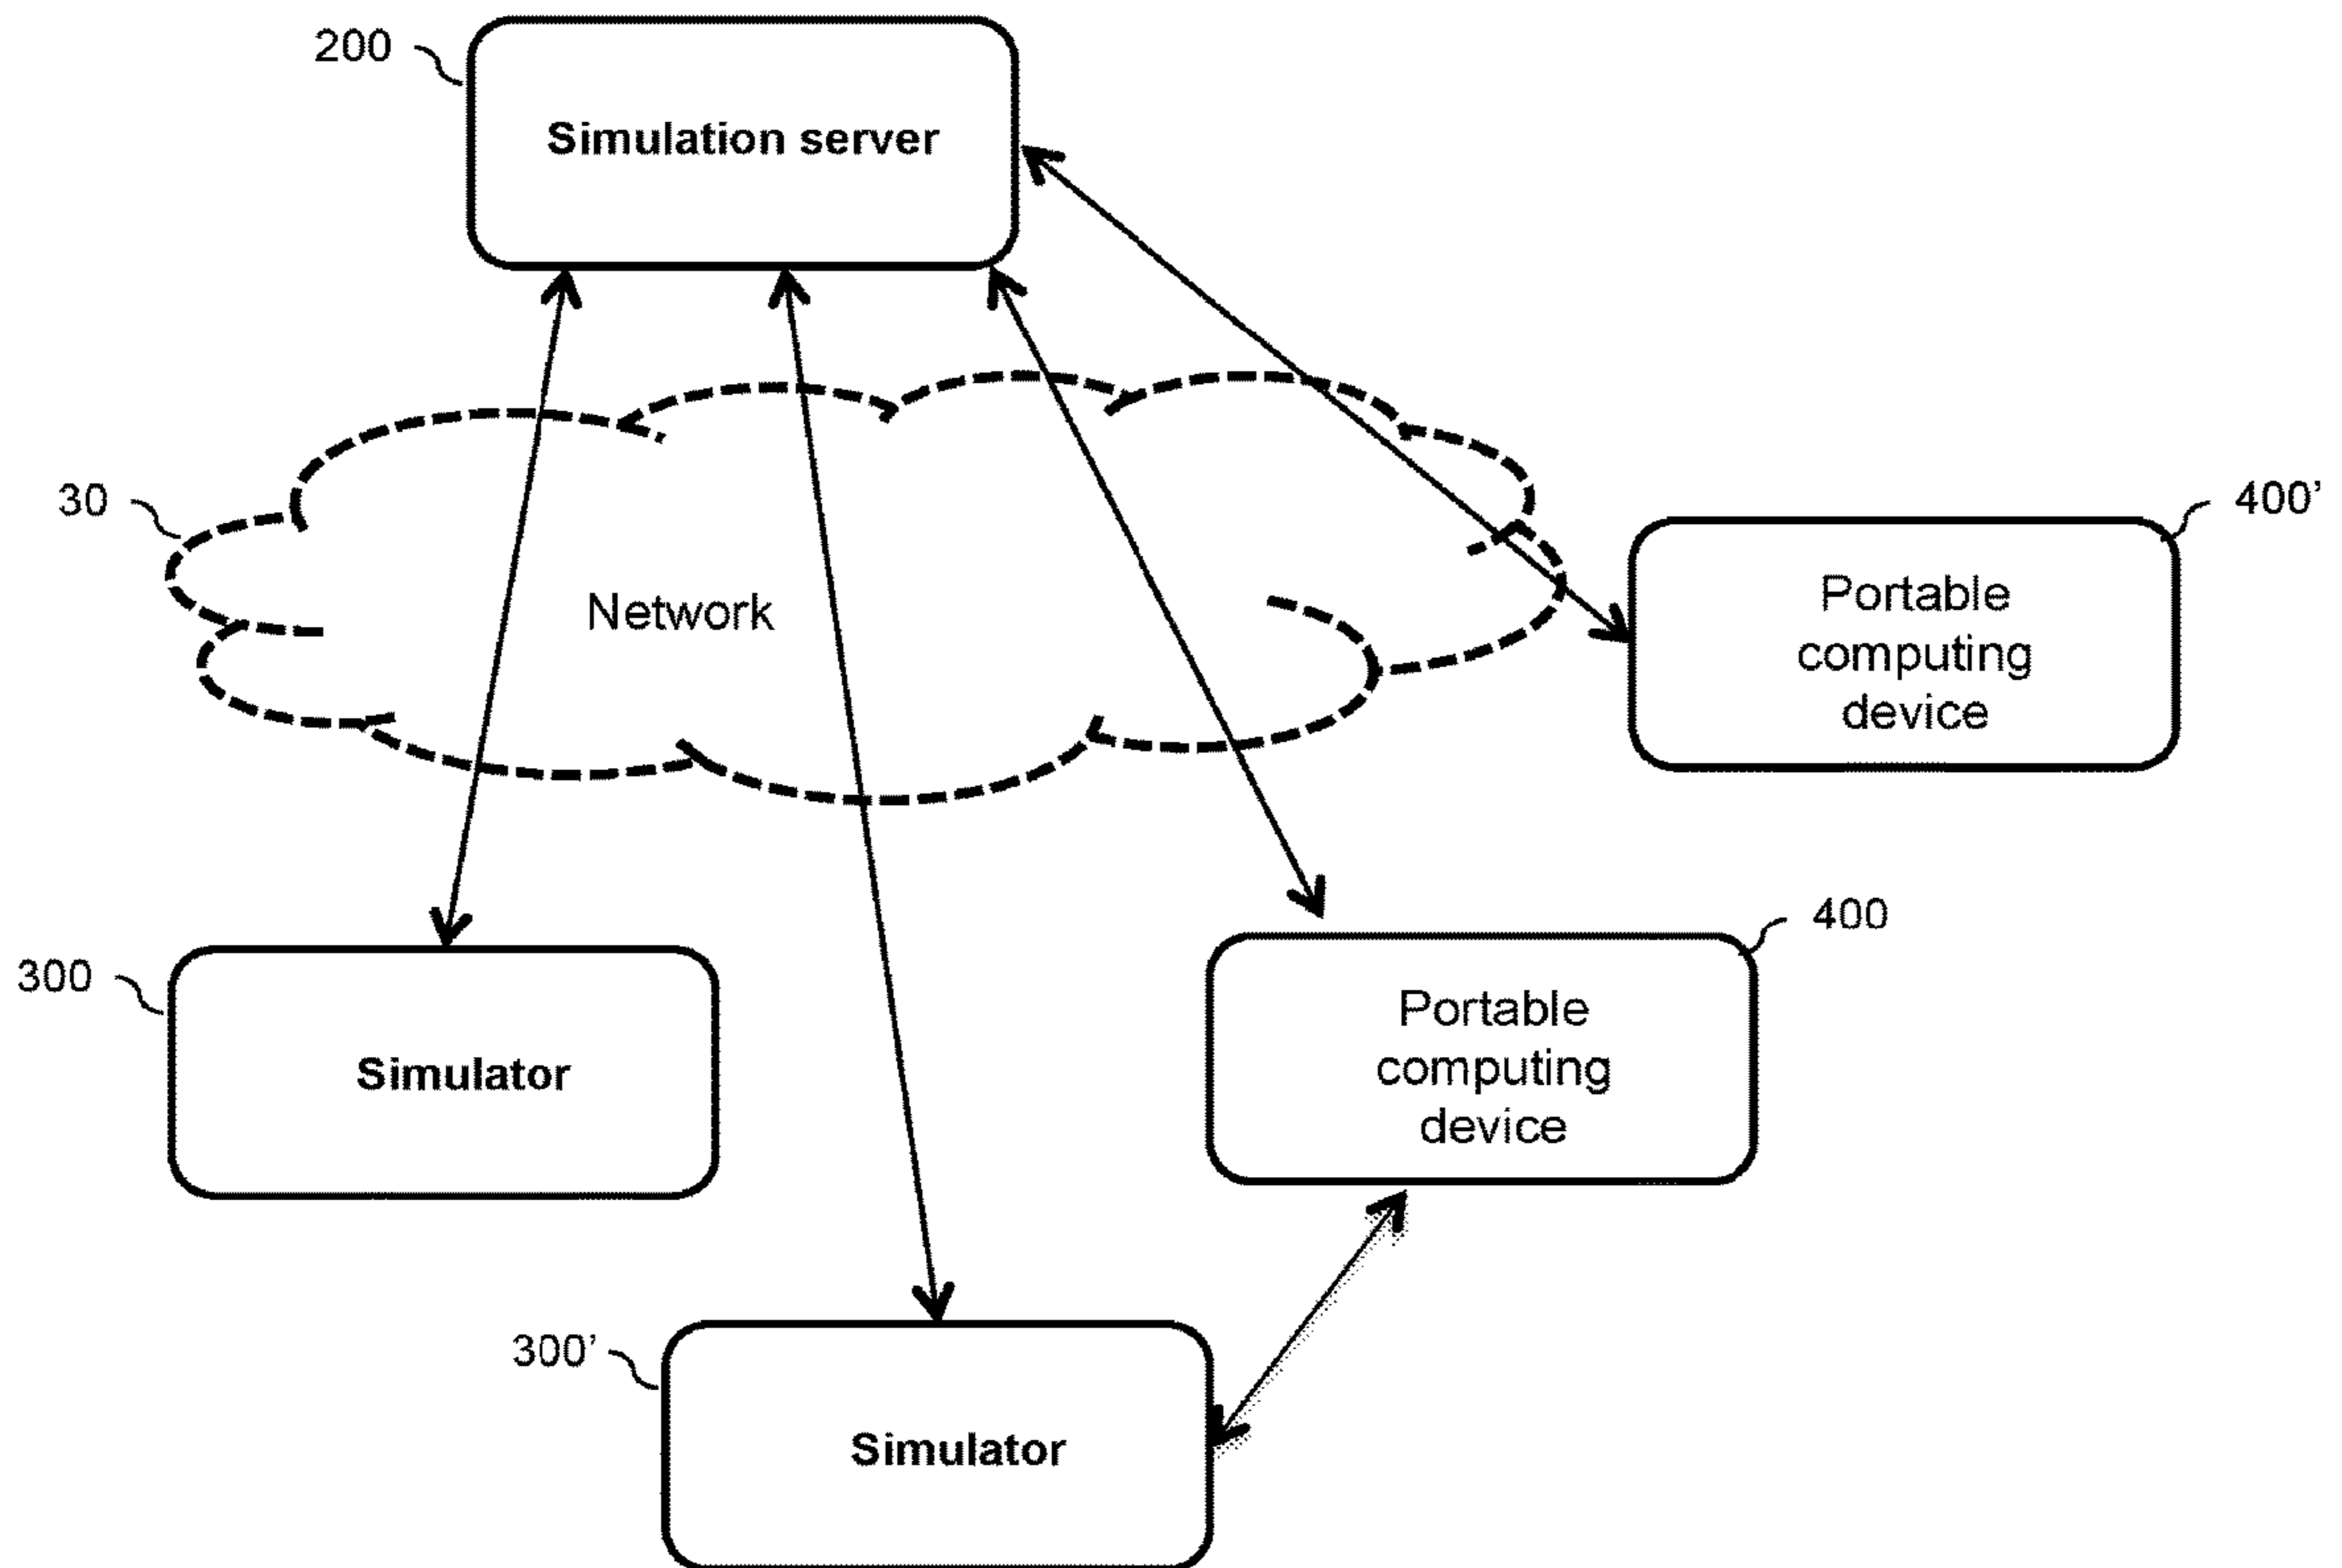 200
Simulation server
30
Network
400’
Portable
computing
device
300
Simulator
400
Portable
computing
device
300’
Simulator